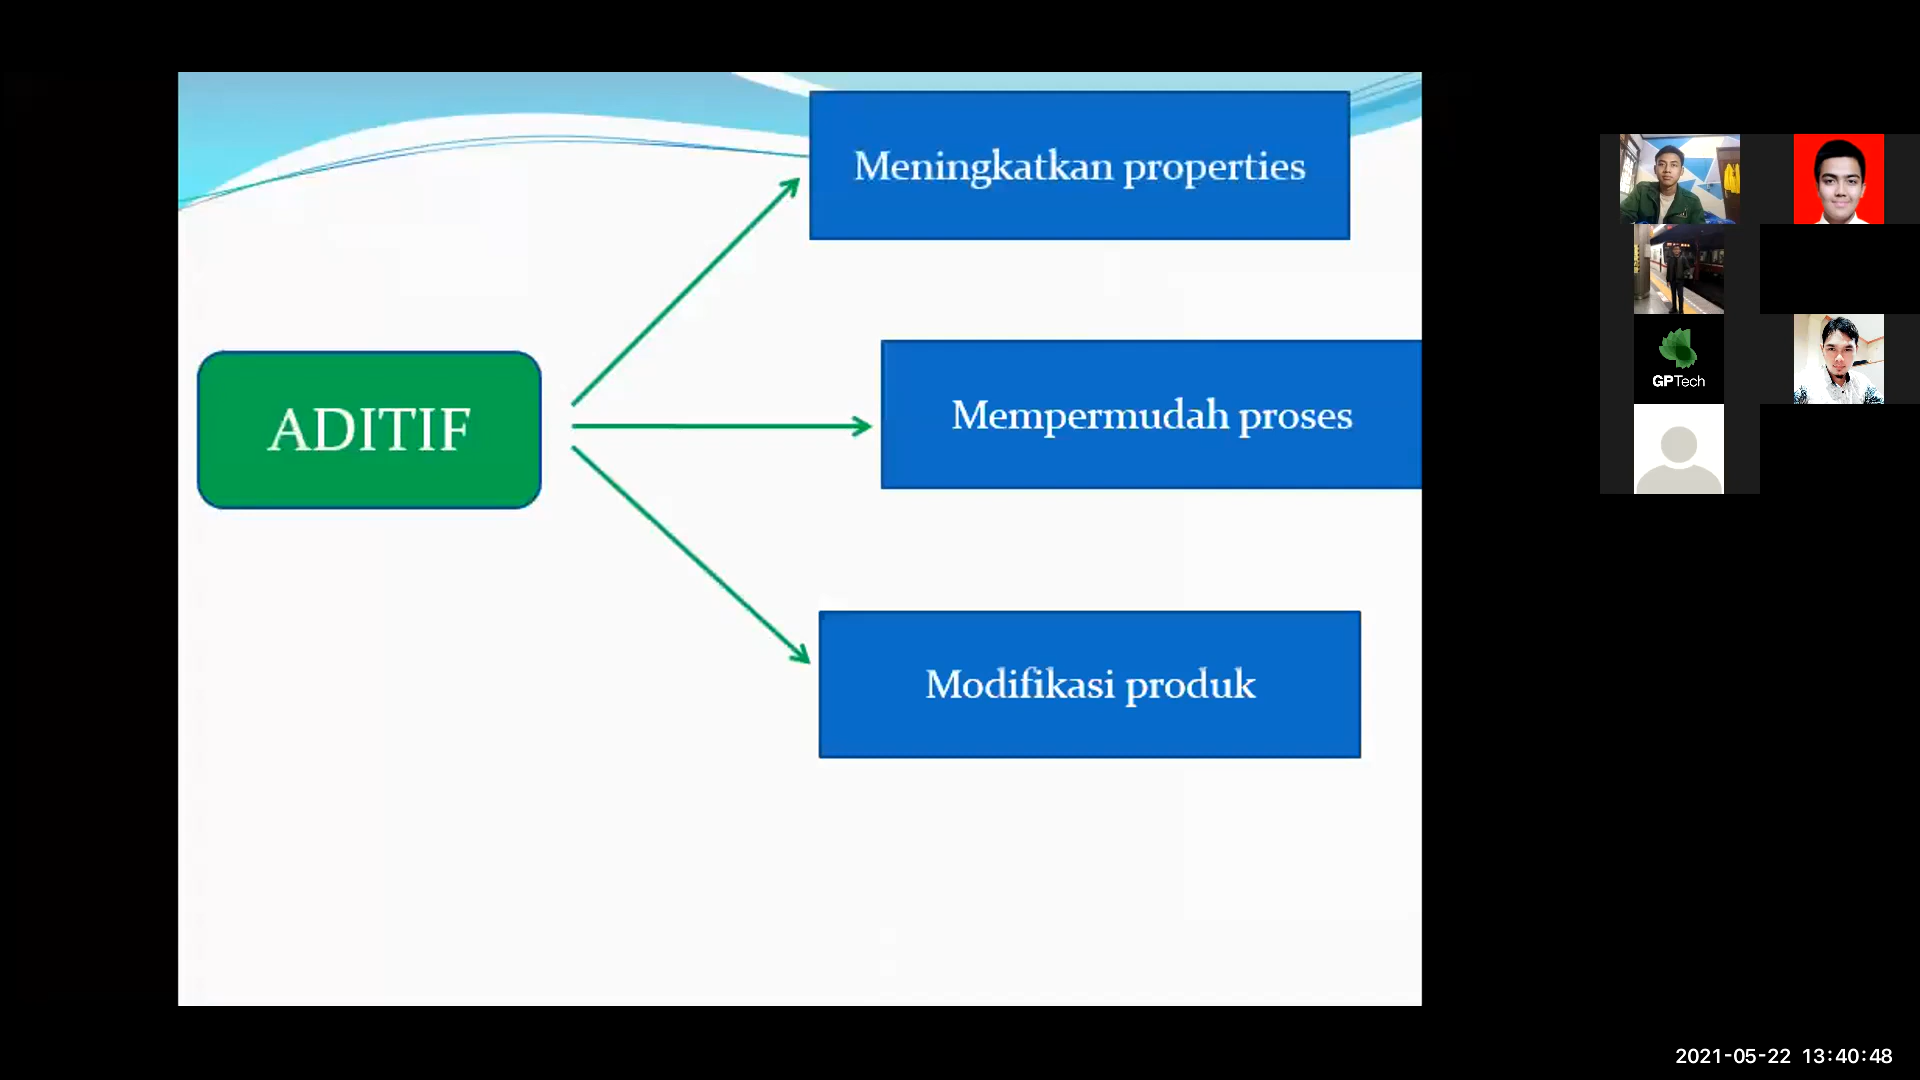 Meningkatkan properties
ADITIF
Mempermudah proses
Modifikasi produk
GPTech
2021-05-22 13:40:48